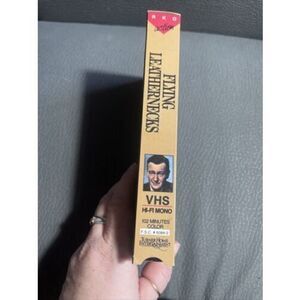 RKO
FLYING
LEATHERNECKS
VHS
HI-FI MONO
102 MINUTES
COLOR
TURNER HOME
ENTERTAINMENT